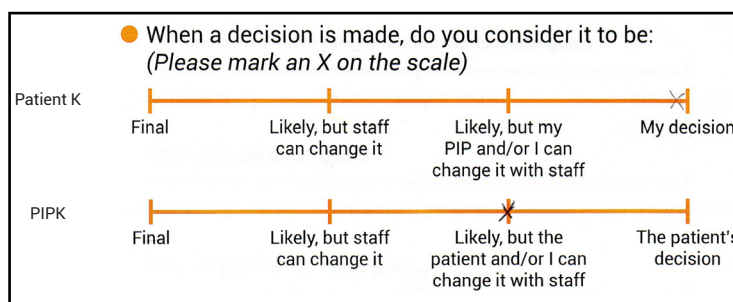 When a decision is made, do you consider it to be:
(Please mark an X on the scale)
Patient K
Final
Likely, but staff
can change it
Likely, but my
PIP and/or I can
change it with staff
My decision
PIPK
Final
Likely, but staff
can change it
Likely, but the
patient and/or I can
change it with staff
The patient's
decision